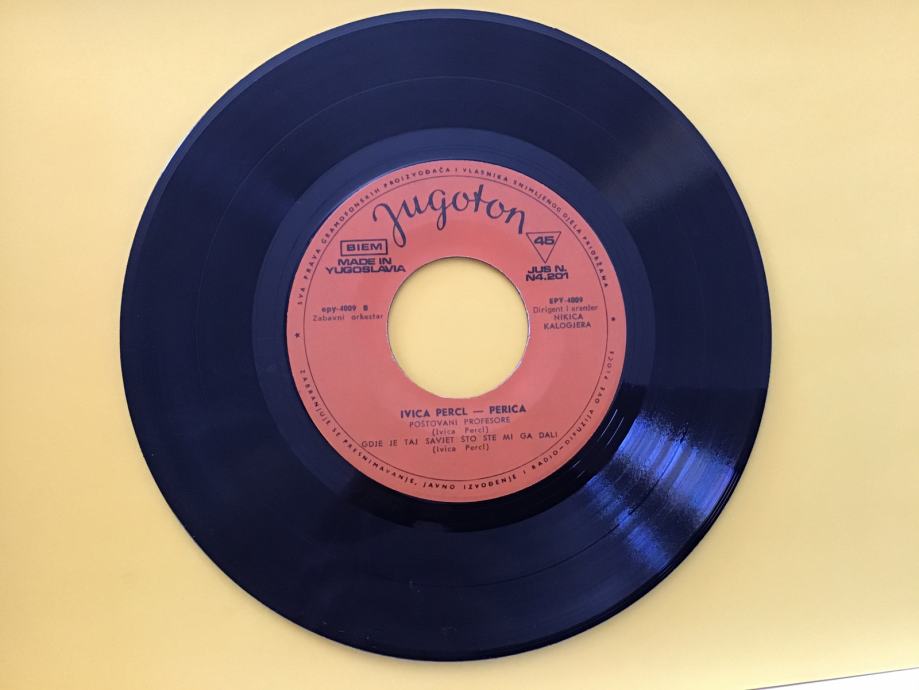 SVA PRAVA GRAMOFONSKIH PROIZVOĐAČA I VLASNIKA SNIMLJENOG DJELA PRIDRŽANA
Jugoton
BIEM
MADE IN
YUGOSLAVIA
45
JUS N.
N4.201
epy-4009 B
Zabavni orkestar
EPY-4009
Dirigent i aranžer
NIKICA
KALOGJERA
IVICA PERCL — PERICA
POŠTOVANI PROFESORE
(Ivica Percl)
GDJE JE TAJ SAVJET ŠTO STE MI GA DALI
(Ivica Percl)
ZABRANJUJE SE PRESNIMAVANJE, JAVNO IZVOĐENJE I RADIO-DIFUZIJA OVE PLOČE